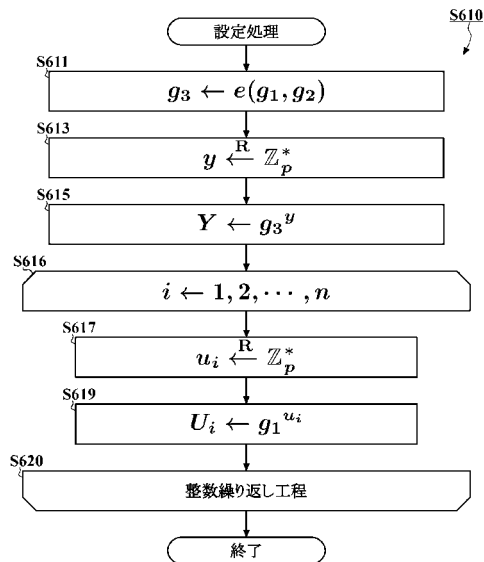 S610
設定処理
S611
g₃ ← e(g₁, g₂)
S613
y ←ᴿ ℤₚ*
S615
Y ← g₃ʸ
S616
i ← 1, 2, ⋯, n
S617
uᵢ ←ᴿ ℤₚ*
S619
Uᵢ ← g₁^{uᵢ}
S620
整数繰り返し工程
終了